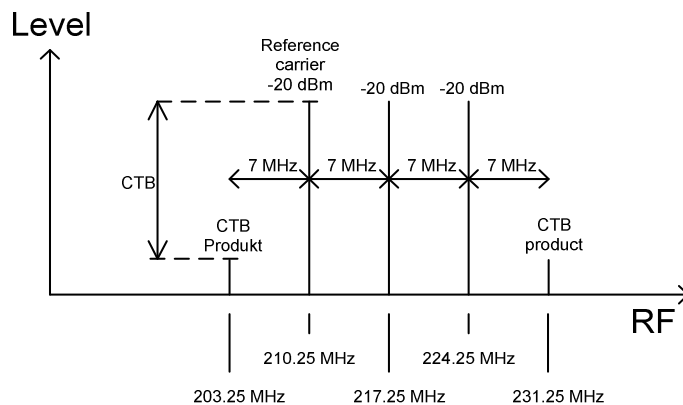 Level
Reference
carrier
-20 dBm
-20 dBm
-20 dBm
7 MHz
7 MHz
7 MHz
7 MHz
CTB
CTB
Produkt
CTB
product
RF
210.25 MHz
224.25 MHz
203.25 MHz
217.25 MHz
231.25 MHz